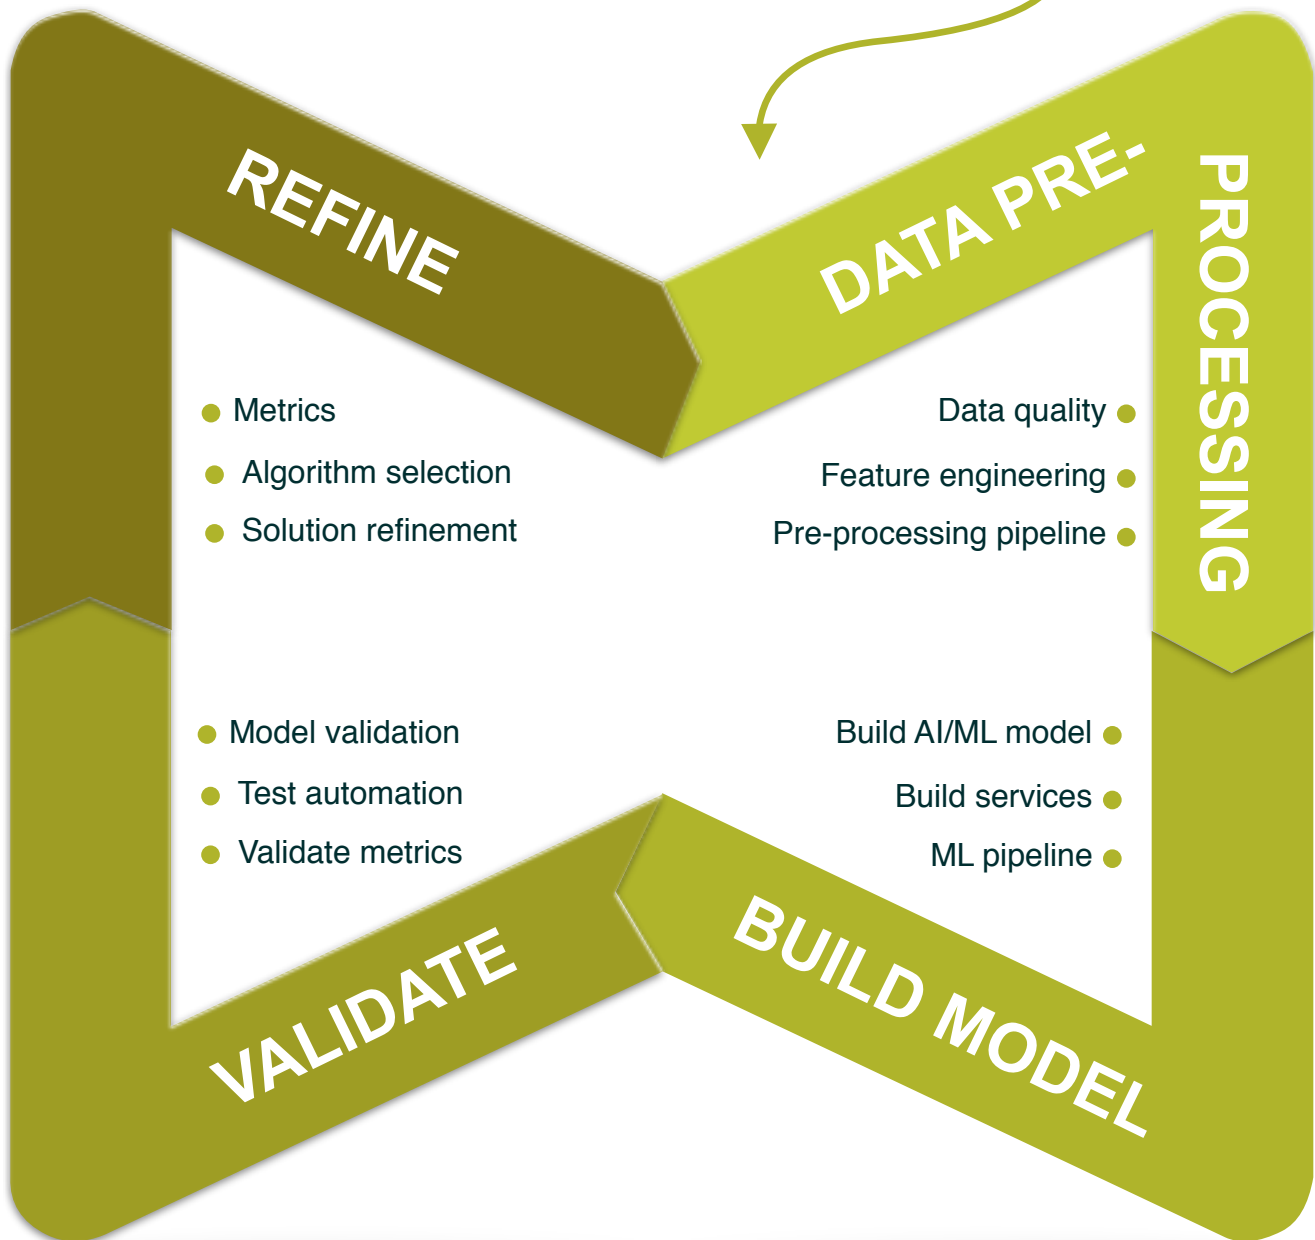 REFINE
DATA PRE-
PROCESSING
Metrics
Algorithm selection
Solution refinement
Data quality
Feature engineering
Pre-processing pipeline
Model validation
Test automation
Validate metrics
Build AI/ML model
Build services
ML pipeline
VALIDATE
BUILD MODEL